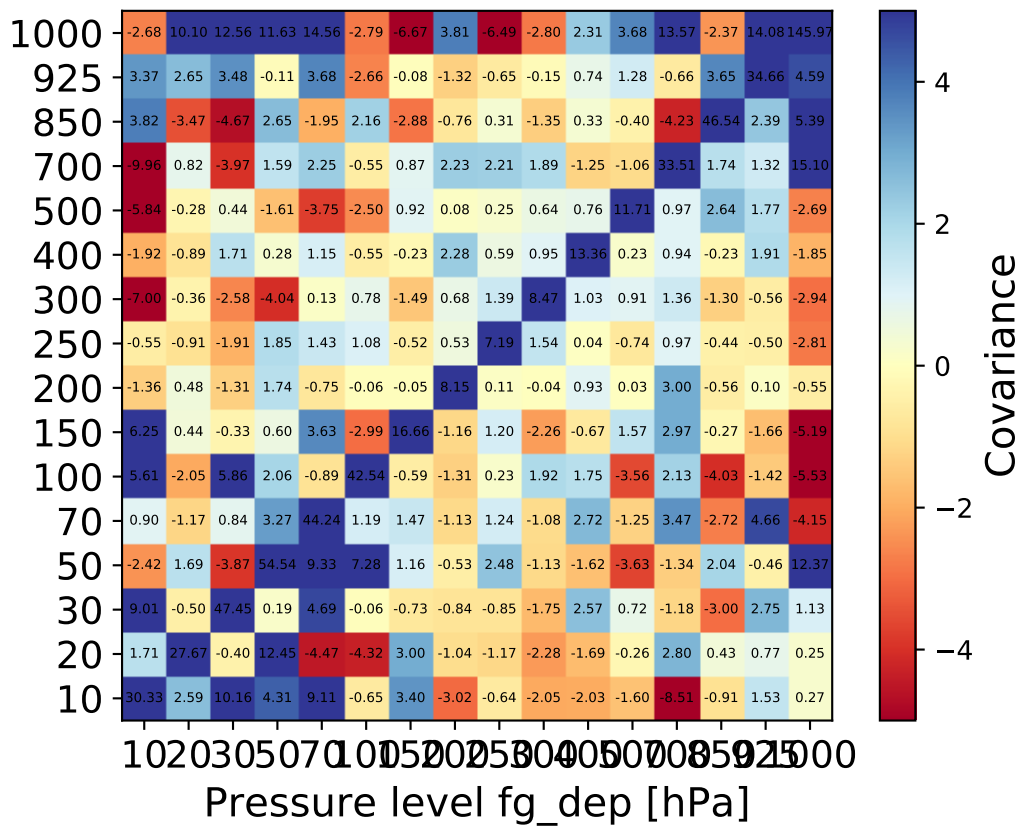 1000 -2.68 10.10 12.56 11.63 14.56 -2.79 -6.67 3.81 -6.49 -2.80 2.31 3.68 13.57 -2.37 14.08 145.97
925 3.37 2.65 3.48 -0.11 3.68 -2.66 -0.08 -1.32 -0.65 -0.15 0.74 1.28 -0.66 3.65 34.66 4.59
850 3.82 -3.47 -4.67 2.65 -1.95 2.16 -2.88 -0.76 0.31 -1.35 0.33 -0.40 -4.23 46.54 2.39 5.39
700 -9.96 0.82 -3.97 1.59 2.25 -0.55 0.87 2.23 2.21 1.89 -1.25 -1.06 33.51 1.74 1.32 15.10
500 -5.84 -0.28 0.44 -1.61 -3.75 -2.50 0.92 0.08 0.25 0.64 0.76 11.71 0.97 2.64 1.77 -2.69
400 -1.92 -0.89 1.71 0.28 1.15 -0.55 -0.23 2.28 0.59 0.95 13.36 0.23 0.94 -0.23 1.91 -1.85
300 -7.00 -0.36 -2.58 -4.04 0.13 0.78 -1.49 0.68 1.39 8.47 1.03 0.91 1.36 -1.30 -0.56 -2.94
250 -0.55 -0.91 -1.91 1.85 1.43 1.08 -0.52 0.53 7.19 1.54 0.04 -0.74 0.97 -0.44 -0.50 -2.81
200 -1.36 0.48 -1.31 1.74 -0.75 -0.06 -0.05 8.15 0.11 -0.04 0.93 0.03 3.00 -0.56 0.10 -0.55
150 6.25 0.44 -0.33 0.60 3.63 -2.99 16.66 -1.16 1.20 -2.26 -0.67 1.57 2.97 -0.27 -1.66 -5.19
100 5.61 -2.05 5.86 2.06 -0.89 42.54 -0.59 -1.31 0.23 1.92 1.75 -3.56 2.13 -4.03 -1.42 -5.53
70 0.90 -1.17 0.84 3.27 44.24 1.19 1.47 -1.13 1.24 -1.08 2.72 -1.25 3.47 -2.72 4.66 -4.15
50 -2.42 1.69 -3.87 54.54 9.33 7.28 1.16 -0.53 2.48 -1.13 -1.62 -3.63 -1.34 2.04 -0.46 12.37
30 9.01 -0.50 47.45 0.19 4.69 -0.06 -0.73 -0.84 -0.85 -1.75 2.57 0.72 -1.18 -3.00 2.75 1.13
20 1.71 27.67 -0.40 12.45 -4.47 -4.32 3.00 -1.04 -1.17 -2.28 -1.69 -0.26 2.80 0.43 0.77 0.25
10 30.33 2.59 10.16 4.31 9.11 -0.65 3.40 -3.02 -0.64 -2.05 -2.03 -1.60 -8.51 -0.91 1.53 0.27
10 20 30 50 70 100 150 200 250 300 400 500 700 850 925 1000
Pressure level fg_dep [hPa]
4
2
0
−2
−4
Covariance